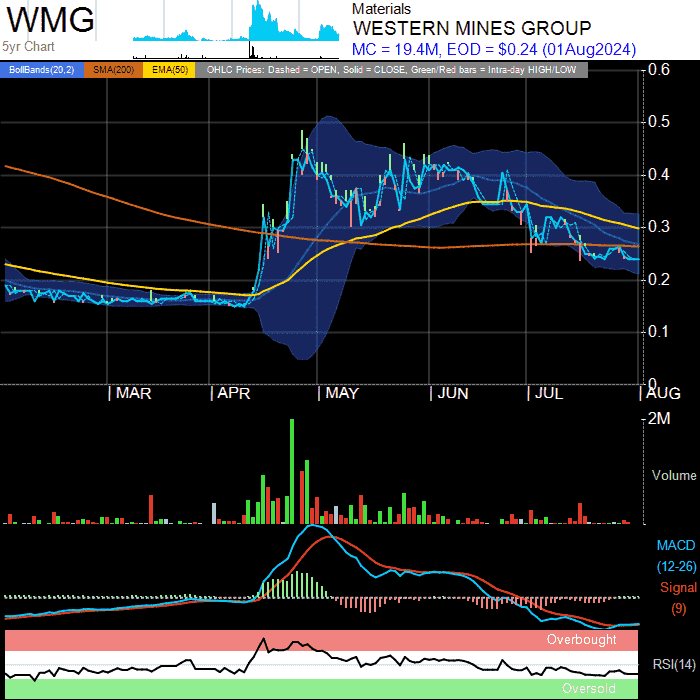 WMG
5yr Chart
Materials
WESTERN MINES GROUP
MC = 19.4M, EOD = $0.24 (01Aug2024)
BollBands(20,2) SMA(200) EMA(50) OHLC Prices: Dashed = OPEN, Solid = CLOSE, Green/Red bars = Intra-day HIGH/LOW
0.6
0.5
0.4
0.3
0.2
0.1
0
MAR APR MAY JUN JUL AUG
2M
Volume
MACD
(12-26)
Signal
(9)
Overbought
RSI(14)
Oversold